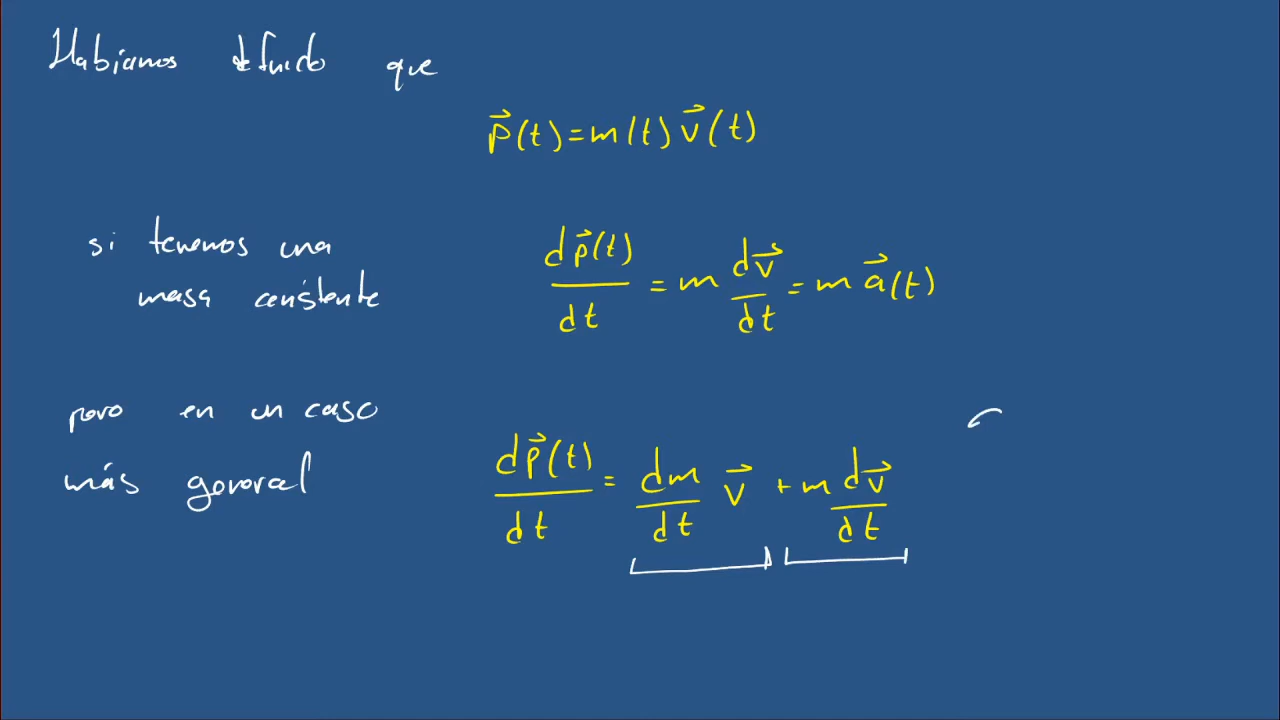 Habiamos definido que
p⃗(t)=m(t)v⃗(t)
si tenemos una
masa constante
dp⃗(t)/dt = m dv⃗/dt = m a⃗(t)
pero en un caso
más general
dp⃗(t)/dt = dm/dt v⃗ + m dv⃗/dt